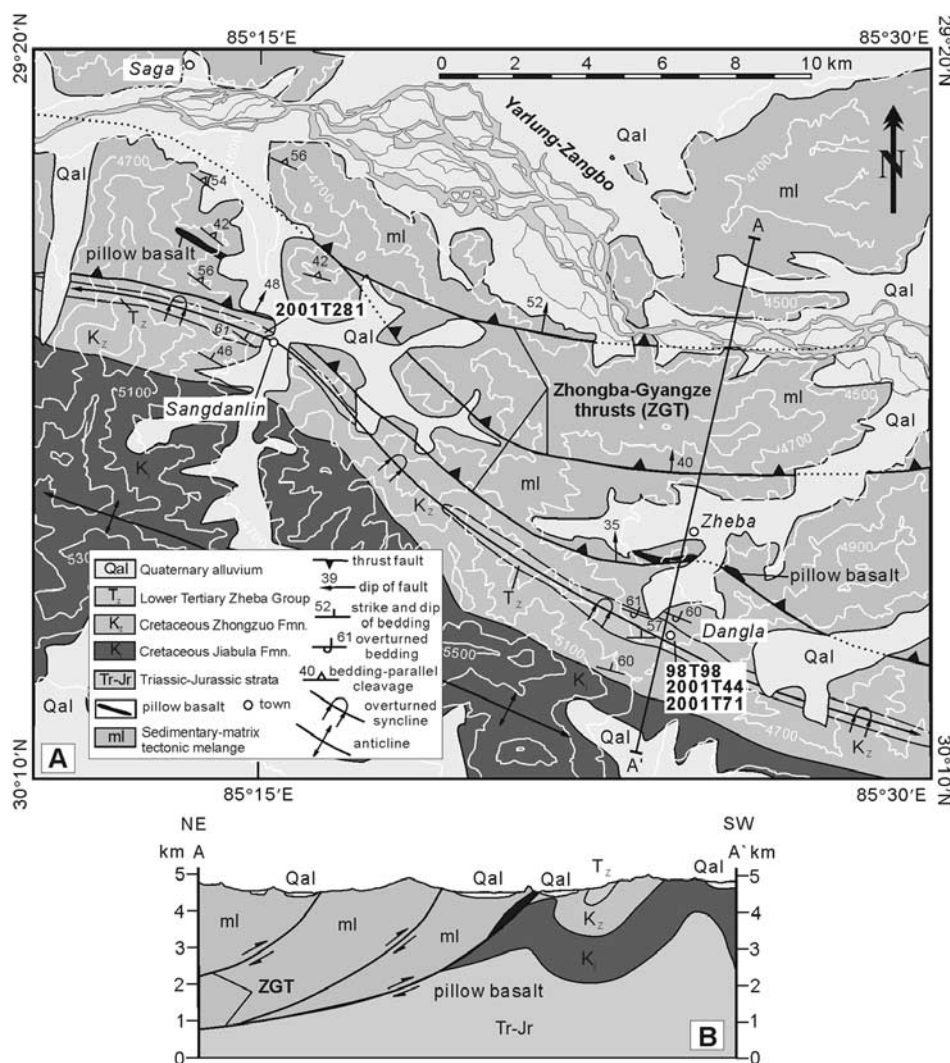 A
85°15′E
85°30′E
29°20′N
29°20′N
Saga
0 2 4 6 8 10 km
Yarlung-Zangbo
Qal
N
4700
56
54
Qal
4700
ml
A
4700
ml
42
pillow basalt
56
42
48
52
4500
Qal
2001T281
Tz
Qal
Kz
61
46
5100
Zhongba-Gyangze
thrusts (ZGT)
ml
4500
Sangdanlin
4700
Qal
40
Kj
Kz
ml
35
Zheba
4900
pillow basalt
Tz
61
60
57
Dangla
5100
60
Qal
98T98
2001T44
2001T71
5500
Kj
4700
Kz
Qal
A'
Qal
Qal Quaternary alluvium
Tz Lower Tertiary Zheba Group
Kz Cretaceous Zhongzuo Fmn.
Kj Cretaceous Jiabula Fmn.
Tr-Jr Triassic-Jurassic strata
pillow basalt
town
ml Sedimentary-matrix
tectonic melange
thrust fault
39 dip of fault
52 strike and dip
of bedding
61 overturned
bedding
40 bedding-parallel
cleavage
overturned
syncline
anticline
A
30°10′N
30°10′N
85°15′E
85°30′E
NE
SW
km A
A` km
Qal
Qal
Qal
Tz
Qal
5
5
4
ml
ml
ml
Kz
4
3
Kj
3
2
ZGT
pillow basalt
2
1
Tr-Jr
1
0
B
0